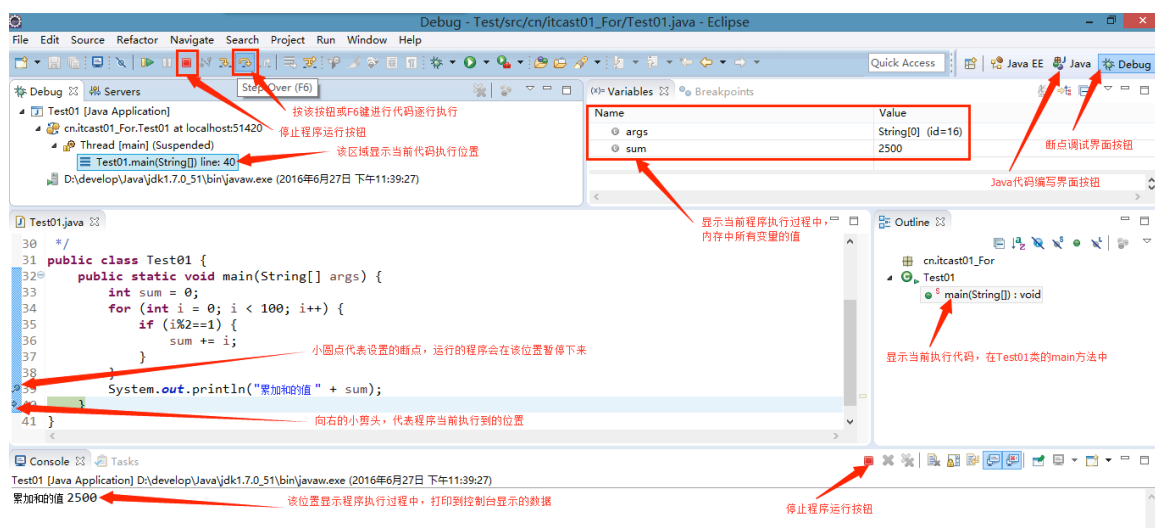 Debug - Test/src/cn/itcast01_For/Test01.java - Eclipse
File Edit Source Refactor Navigate Search Project Run Window Help
Quick Access Java EE Java Debug
Debug Servers Step Over (F6)
(x)= Variables Breakpoints
Test01 [Java Application]
按该按钮或F6键进行代码逐行执行
cn.itcast01_For.Test01 at localhost:51420
停止程序运行按钮
Thread [main] (Suspended)
该区域显示当前代码执行位置
Test01.main(String[]) line: 40
D:\develop\Java\jdk1.7.0_51\bin\javaw.exe (2016年6月27日 下午11:39:27)
Name Value
args String[0] (id=16)
sum 2500
断点调试界面按钮
Java代码编写界面按钮
显示当前程序执行过程中,
内存中所有变量的值
Test01.java
30 */
31 public class Test01 {
32 public static void main(String[] args) {
33 int sum = 0;
34 for (int i = 0; i < 100; i++) {
35 if (i%2==1) {
36 sum += i;
37 }
小圆点代表设置的断点，运行的程序会在该位置暂停下来
38 }
39 System.out.println("累加和的值 " + sum);
40 }
向右的小剪头，代表程序当前执行到的位置
41 }
Outline
cn.itcast01_For
Test01
main(String[]) : void
显示当前执行代码，在Test01类的main方法中
Console Tasks
Test01 [Java Application] D:\develop\Java\jdk1.7.0_51\bin\javaw.exe (2016年6月27日 下午11:39:27)
累加和的值 2500
该位置显示程序执行过程中，打印到控制台显示的数据
停止程序运行按钮